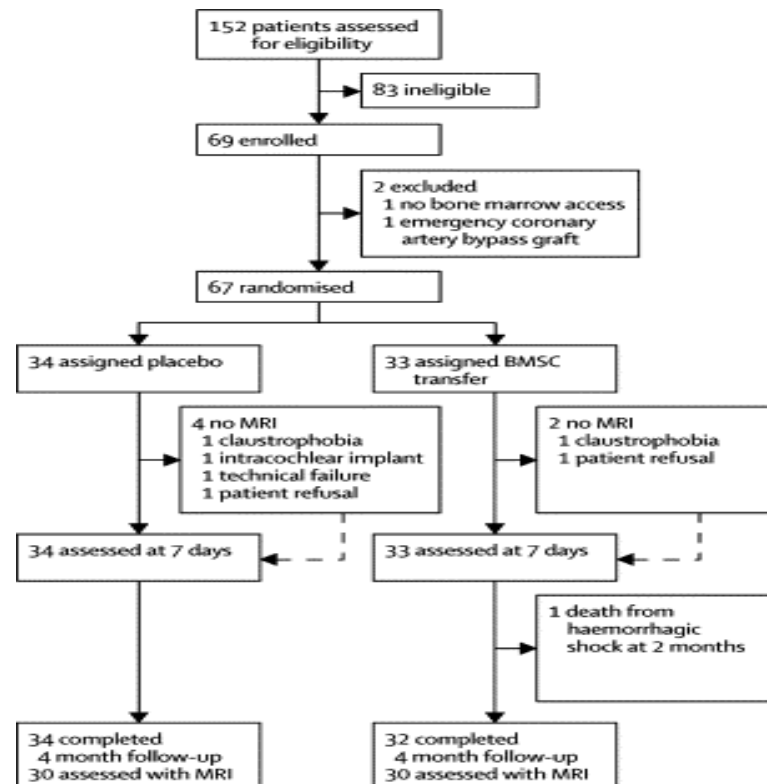 152 patients assessed
for eligibility
83 ineligible
69 enrolled
2 excluded
1 no bone marrow access
1 emergency coronary
artery bypass graft
67 randomised
34 assigned placebo
33 assigned BMSC
transfer
4 no MRI
1 claustrophobia
1 intracochlear implant
1 technical failure
1 patient refusal
2 no MRI
1 claustrophobia
1 patient refusal
34 assessed at 7 days
33 assessed at 7 days
1 death from
haemorrhagic
shock at 2 months
34 completed
4 month follow-up
30 assessed with MRI
32 completed
4 month follow-up
30 assessed with MRI